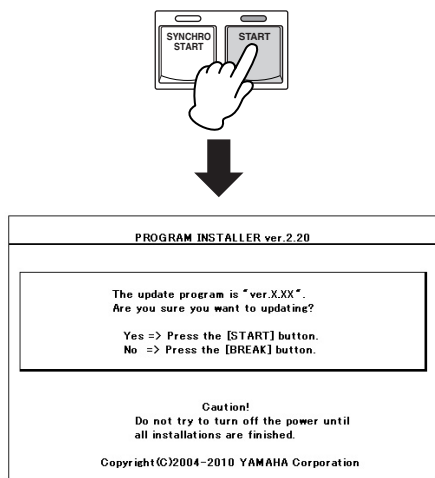 SYNCHRO
START
START
PROGRAM INSTALLER ver.2.20
The update program is "ver.X.XX".
Are you sure you want to updating?
Yes => Press the [START] button.
No => Press the [BREAK] button.
Caution!
Do not try to turn off the power until
all installations are finished.
Copyright(C)2004-2010 YAMAHA Corporation